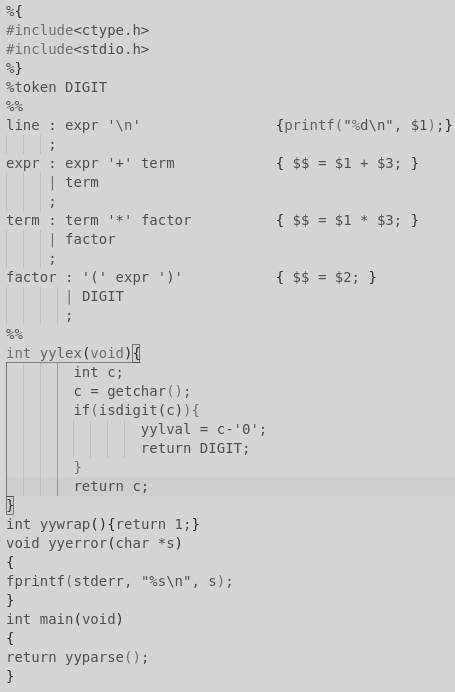 %{
#include<ctype.h>
#include<stdio.h>
%}
%token DIGIT
%%
line : expr '\n'                {printf("%d\n", $1);}
     ;
expr : expr '+' term            { $$ = $1 + $3; }
     | term
     ;
term : term '*' factor          { $$ = $1 * $3; }
     | factor
     ;
factor : '(' expr ')'           { $$ = $2; }
       | DIGIT
       ;
%%
int yylex(void){
        int c;
        c = getchar();
        if(isdigit(c)){
                yylval = c-'0';
                return DIGIT;
        }
        return c;
}
int yywrap(){return 1;}
void yyerror(char *s)
{
fprintf(stderr, "%s\n", s);
}
int main(void)
{
return yyparse();
}